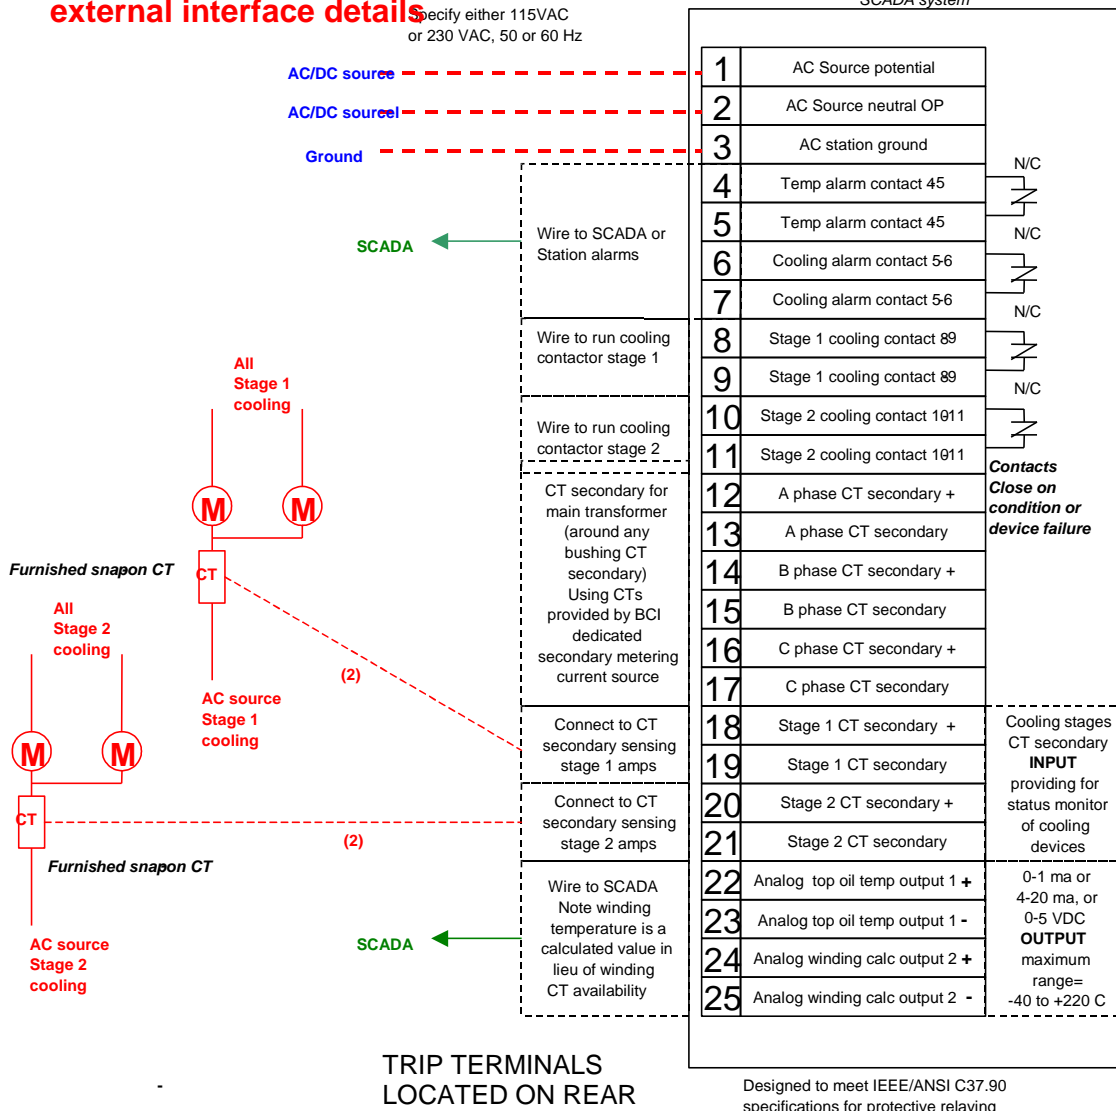 external interface details
Specify either 115VAC
or 230 VAC, 50 or 60 Hz
SCADA system
AC/DC source
AC/DC sourcel
Ground
1 AC Source potential
2 AC Source neutral OP
3 AC station ground
4 Temp alarm contact 45
5 Temp alarm contact 45
6 Cooling alarm contact 5-6
7 Cooling alarm contact 5-6
8 Stage 1 cooling contact 89
9 Stage 1 cooling contact 89
10 Stage 2 cooling contact 1011
11 Stage 2 cooling contact 1011
12 A phase CT secondary +
13 A phase CT secondary
14 B phase CT secondary +
15 B phase CT secondary
16 C phase CT secondary +
17 C phase CT secondary
18 Stage 1 CT secondary +
19 Stage 1 CT secondary
20 Stage 2 CT secondary +
21 Stage 2 CT secondary
22 Analog top oil temp output 1 +
23 Analog top oil temp output 1 -
24 Analog winding calc output 2 +
25 Analog winding calc output 2 -
N/C
N/C
N/C
N/C
Contacts
Close on
condition or
device failure
SCADA
Wire to SCADA or
Station alarms
Wire to run cooling
contactor stage 1
Wire to run cooling
contactor stage 2
CT secondary for
main transformer
(around any
bushing CT
secondary)
Using CTs
provided by BCI
dedicated
secondary metering
current source
Connect to CT
secondary sensing
stage 1 amps
Connect to CT
secondary sensing
stage 2 amps
Wire to SCADA
Note winding
temperature is a
calculated value in
lieu of winding
CT availability
SCADA
Cooling stages
CT secondary
INPUT
providing for
status monitor
of cooling
devices
0-1 ma or
4-20 ma, or
0-5 VDC
OUTPUT
maximum
range=
-40 to +220 C
All
Stage 1
cooling
M M
CT
Furnished snapon CT
(2)
AC source
Stage 1
cooling
All
Stage 2
cooling
M M
CT
(2)
Furnished snapon CT
AC source
Stage 2
cooling
TRIP TERMINALS
LOCATED ON REAR
-
Designed to meet IEEE/ANSI C37.90
specifications for protective relaying